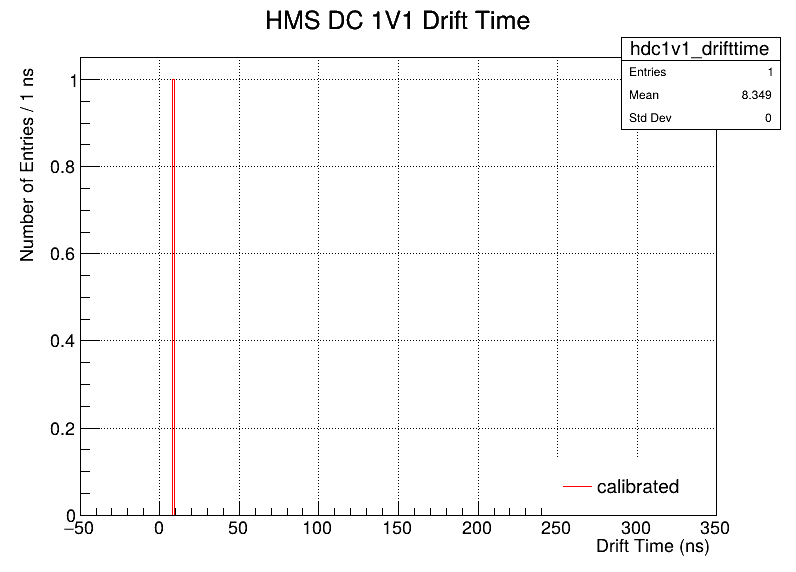 HMS DC 1V1 Drift Time
hdc1v1_drifttime
Entries 1
Mean 8.349
Std Dev 0
Number of Entries / 1 ns
1
0.8
0.6
0.4
0.2
0
−50 0 50 100 150 200 250 300 350
Drift Time (ns)
calibrated